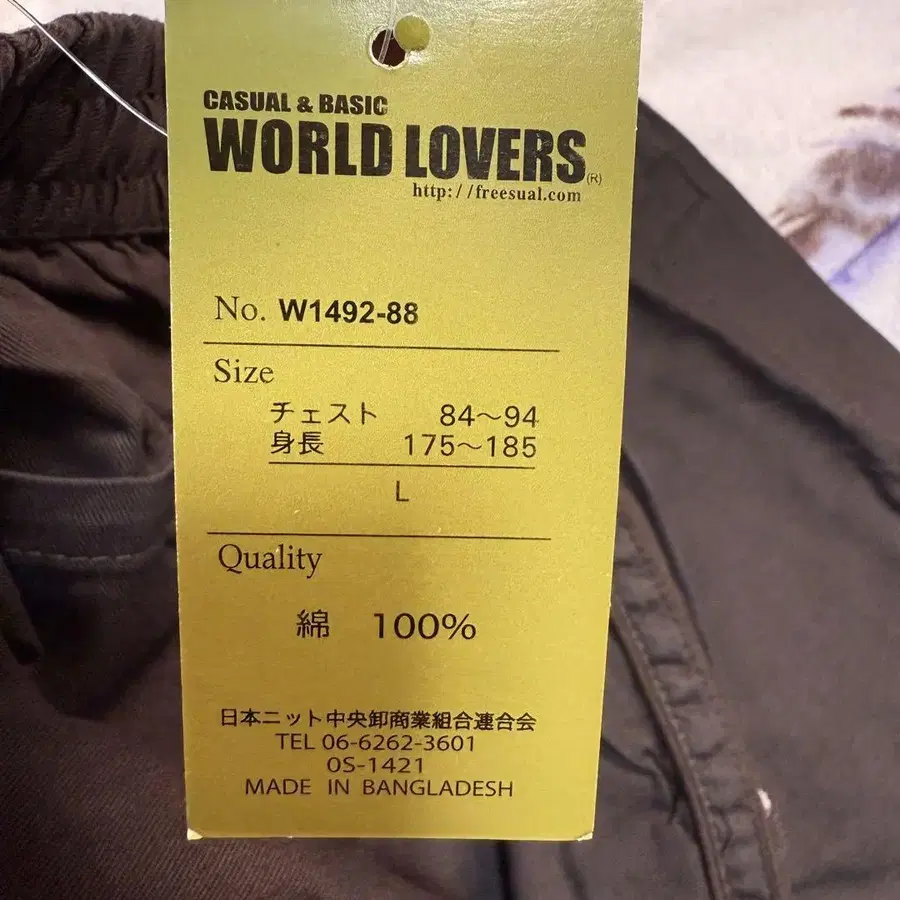 CASUAL & BASIC
WORLD LOVERS(R)
http://freesual.com
No. W1492-88
Size
チェスト 84～94
身長 175～185
L
Quality
綿 100%
日本ニット中央卸商業組合連合会
TEL 06-6262-3601
OS-1421
MADE IN BANGLADESH